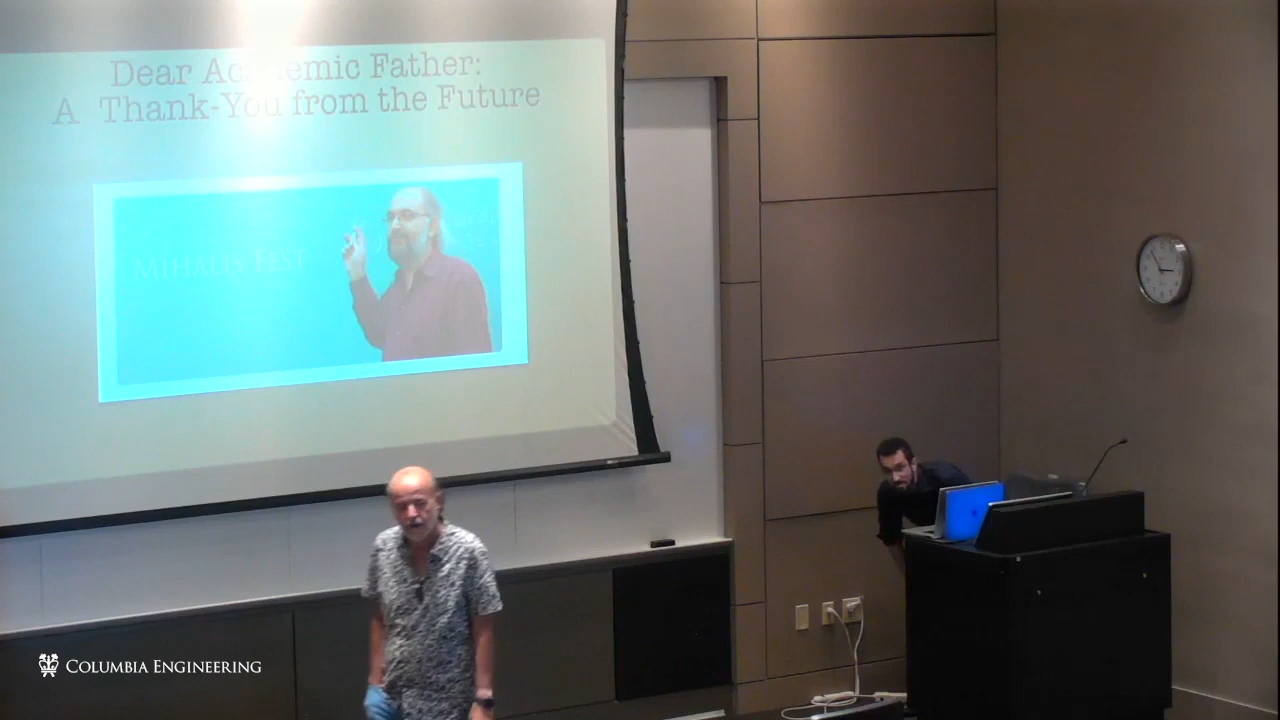 Dear Academic Father:
A Thank-You from the Future
MIHALIS FEST
COLUMBIA ENGINEERING